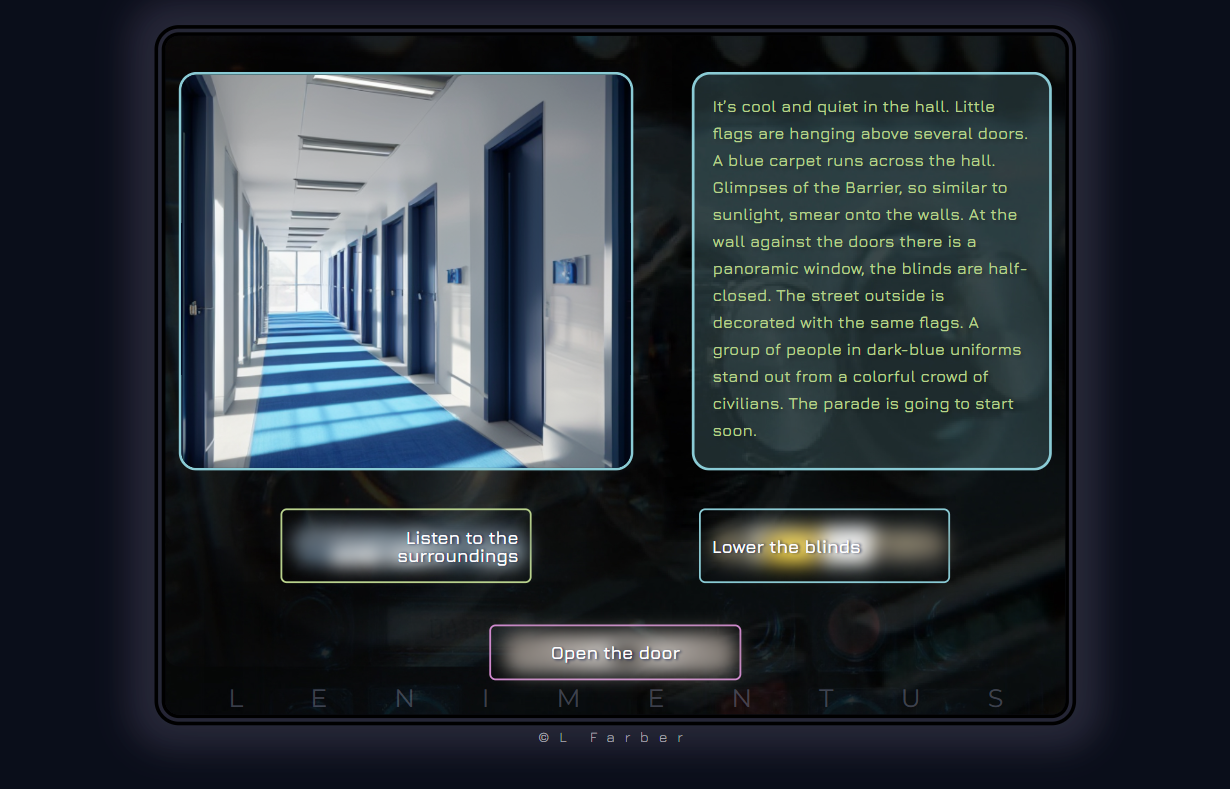 It's cool and quiet in the hall. Little
flags are hanging above several doors.
A blue carpet runs across the hall.
Glimpses of the Barrier, so similar to
sunlight, smear onto the walls. At the
wall against the doors there is a
panoramic window, the blinds are half-
closed. The street outside is
decorated with the same flags. A
group of people in dark-blue uniforms
stand out from a colorful crowd of
civilians. The parade is going to start
soon.
Listen to the
surroundings
Lower the blinds
Open the door
LENIMENTUS
© L Farber